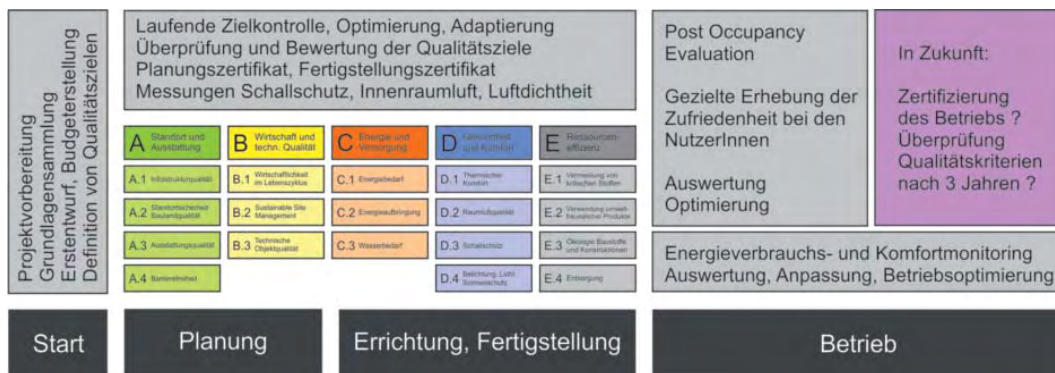 Projektvorbereitung
Grundlagensammlung
Erstentwurf, Budgeterstellung
Definition von Qualitätszielen
Laufende Zielkontrolle, Optimierung, Adaptierung
Überprüfung und Bewertung der Qualitätsziele
Planungszertifikat, Fertigstellungszertifikat
Messungen Schallschutz, Innenraumluft, Luftdichtheit
A Standort und
Ausstattung
A.1 Infrastrukturqualität
A.2 Standortsicherheit
Baulandqualität
A.3 Ausstattungsqualität
A.4 Barrierefreiheit
B Wirtschaft und
techn. Qualität
B.1 Wirtschaftlichkeit
im Lebenszyklus
B.2 Sustainable Site
Management
B.3 Technische
Objektqualität
C Energie und
Versorgung
C.1 Energiebedarf
C.2 Energieaufbringung
C.3 Wasserbedarf
D Gesundheit
und Komfort
D.1 Thermischer
Komfort
D.2 Raumluftqualität
D.3 Schallschutz
D.4 Belichtung, Licht
Sonnenschutz
E Ressourcen-
effizienz
E.1 Vermeidung von
kritischen Stoffen
E.2 Verwendung umwelt-
freundlicher Produkte
E.3 Ökologie Baustoffe
und Konstruktionen
E.4 Entsorgung
Post Occupancy
Evaluation
Gezielte Erhebung der
Zufriedenheit bei den
NutzerInnen
Auswertung
Optimierung
In Zukunft:
Zertifizierung
des Betriebs ?
Überprüfung
Qualitätskriterien
nach 3 Jahren ?
Energieverbrauchs- und Komfortmonitoring
Auswertung, Anpassung, Betriebsoptimierung
Start
Planung
Errichtung, Fertigstellung
Betrieb